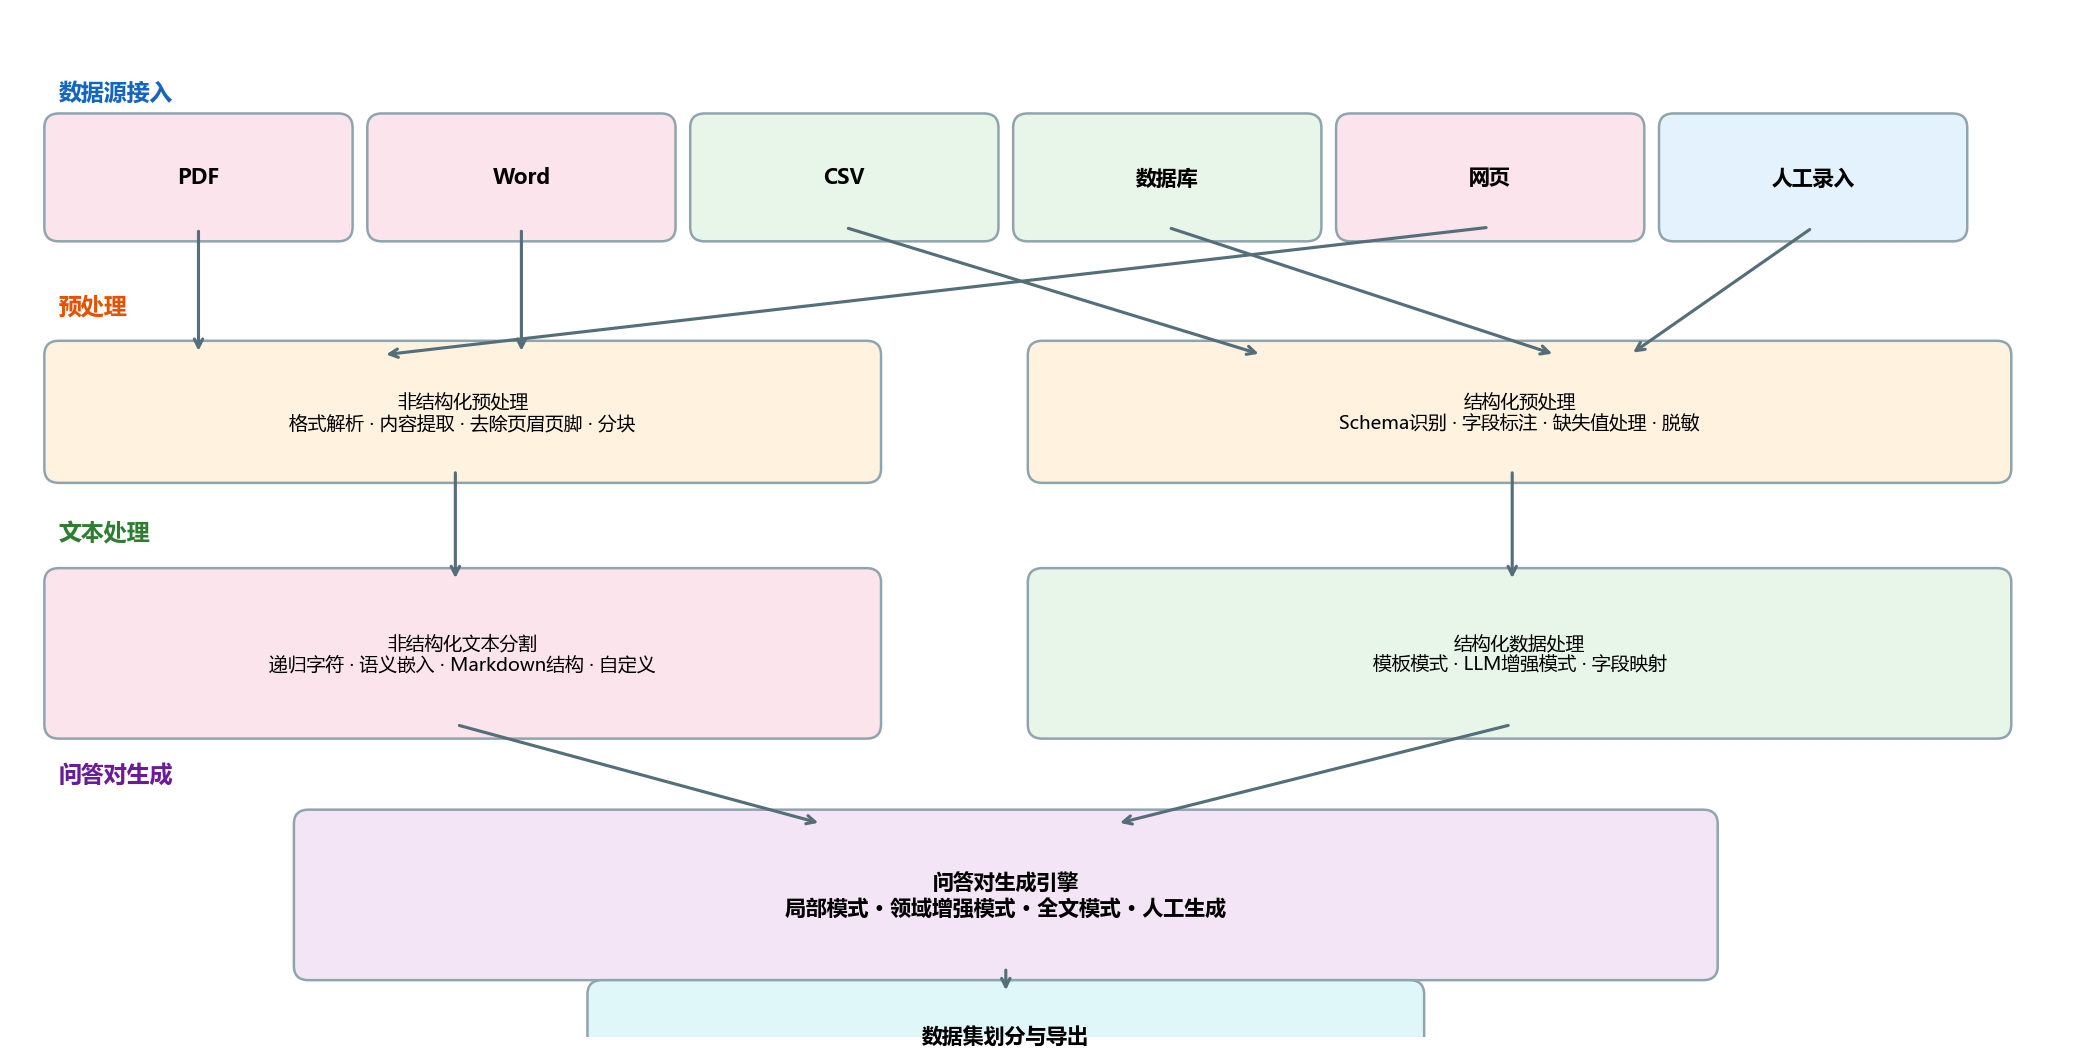 数据源接入
PDF
Word
CSV
数据库
网页
人工录入
预处理
非结构化预处理
格式解析 · 内容提取 · 去除页眉页脚 · 分块
结构化预处理
Schema识别 · 字段标注 · 缺失值处理 · 脱敏
文本处理
非结构化文本分割
递归字符 · 语义嵌入 · Markdown结构 · 自定义
结构化数据处理
模板模式 · LLM增强模式 · 字段映射
问答对生成
问答对生成引擎
局部模式 · 领域增强模式 · 全文模式 · 人工生成
数据集划分与导出